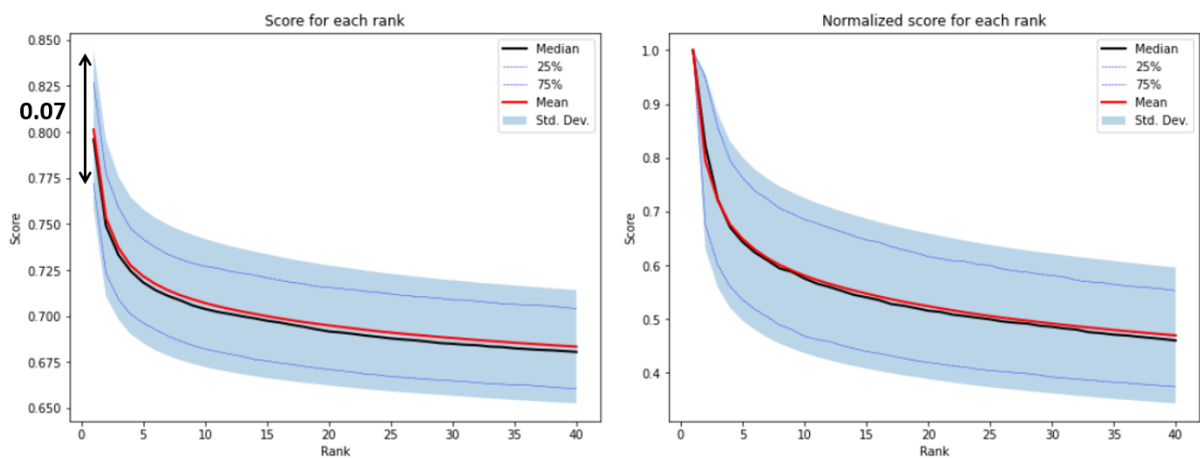 Score for each rank
0.850
0.825
0.800
0.775
0.750
0.725
0.700
0.675
0.650
Score
0.07
Median
25%
75%
Mean
Std. Dev.
0 5 10 15 20 25 30 35 40
Rank
Normalized score for each rank
1.0
0.9
0.8
0.7
0.6
0.5
0.4
Score
Median
25%
75%
Mean
Std. Dev.
0 5 10 15 20 25 30 35 40
Rank